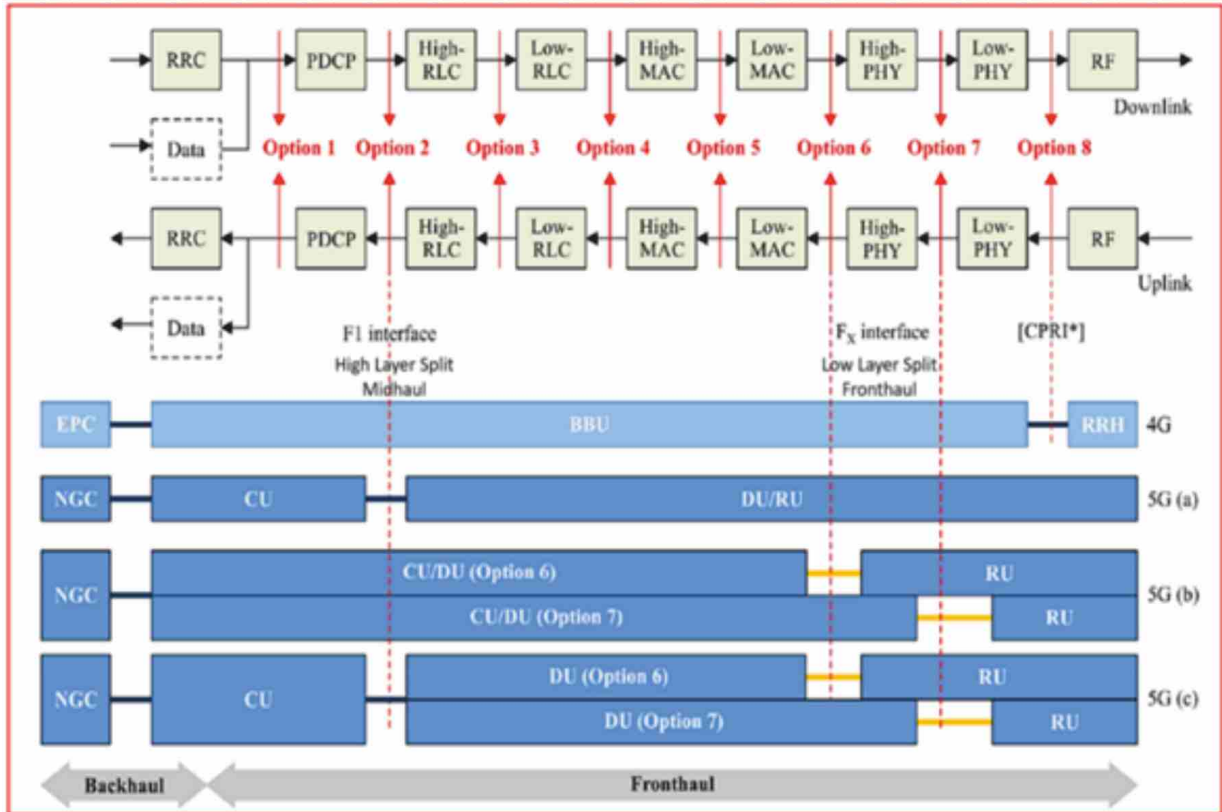 RRC
PDCP
High-RLC
Low-RLC
High-MAC
Low-MAC
High-PHY
Low-PHY
RF
Downlink
Data
Option 1
Option 2
Option 3
Option 4
Option 5
Option 6
Option 7
Option 8
RRC
PDCP
High-RLC
Low-RLC
High-MAC
Low-MAC
High-PHY
Low-PHY
RF
Uplink
Data
F1 interface
High Layer Split
Midhaul
FX interface
Low Layer Split
Fronthaul
[CPRI*]
EPC
BBU
RRH
4G
NGC
CU
DU/RU
5G (a)
NGC
CU/DU (Option 6)
RU
CU/DU (Option 7)
RU
5G (b)
NGC
CU
DU (Option 6)
RU
DU (Option 7)
RU
5G (c)
Backhaul
Fronthaul